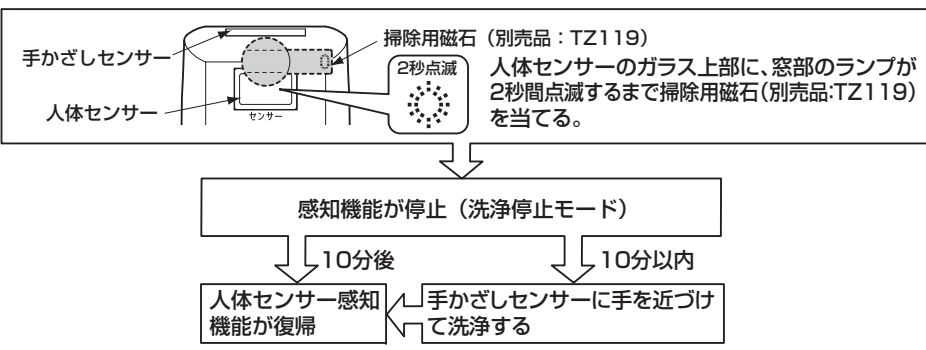 手かざしセンサー
人体センサー
センサー
掃除用磁石（別売品：TZ119）
2秒点滅
人体センサーのガラス上部に、窓部のランプが
2秒間点滅するまで掃除用磁石（別売品：TZ119）
を当てる。
感知機能が停止（洗浄停止モード）
10分後
10分以内
人体センサー感知
機能が復帰
手かざしセンサーに手を近づけ
て洗浄する